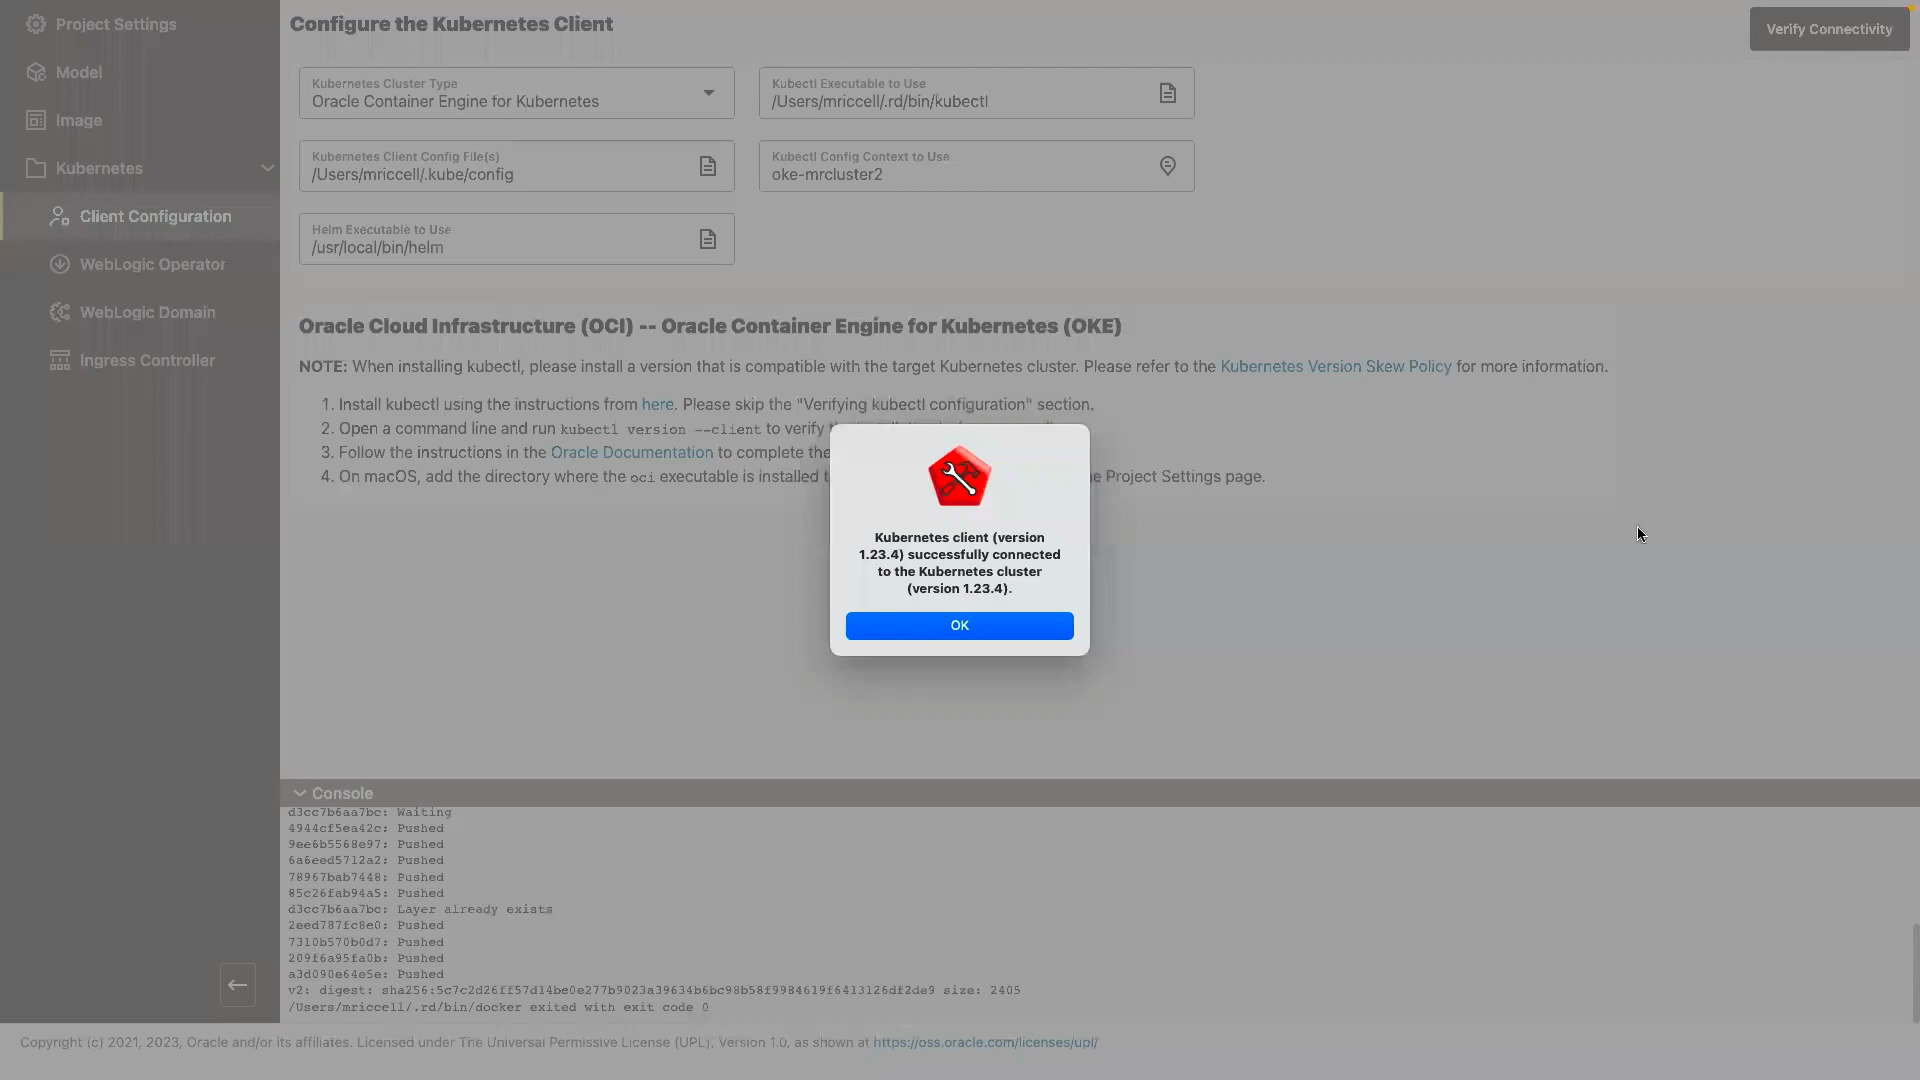 Project Settings
Model
Image
Kubernetes
Client Configuration
WebLogic Operator
WebLogic Domain
Ingress Controller
Configure the Kubernetes Client
Verify Connectivity
Kubernetes Cluster Type
Oracle Container Engine for Kubernetes
Kubectl Executable to Use
/Users/mriccell/.rd/bin/kubectl
Kubernetes Client Config File(s)
/Users/mriccell/.kube/config
Kubectl Config Context to Use
oke-mrcluster2
Helm Executable to Use
/usr/local/bin/helm
Oracle Cloud Infrastructure (OCI) -- Oracle Container Engine for Kubernetes (OKE)
NOTE: When installing kubectl, please install a version that is compatible with the target Kubernetes cluster. Please refer to the Kubernetes Version Skew Policy for more information.
1. Install kubectl using the instructions from here. Please skip the "Verifying kubectl configuration" section.
2. Open a command line and run kubectl version --client to verify
3. Follow the instructions in the Oracle Documentation to complete the
4. On macOS, add the directory where the oci executable is installed Project Settings page.
Kubernetes client (version
1.23.4) successfully connected
to the Kubernetes cluster
(version 1.23.4).
OK
Console
d3cc7b6aa7bc: Waiting
4944cf5ea42c: Pushed
9ee6b5568e97: Pushed
6a6eed5712a2: Pushed
78967bab7448: Pushed
85c26fab94a5: Pushed
d3cc7b6aa7bc: Layer already exists
2eed787fc8e0: Pushed
7310b570b0d7: Pushed
209f6a95fa0b: Pushed
a3d090e64e5e: Pushed
v2: digest: sha256:5c7c2d26ff57d14be0e277b9023a39634b6bc98b58f9984619f6413126df2de9 size: 2405
/Users/mriccell/.rd/bin/docker exited with exit code 0
Copyright (c) 2021, 2023, Oracle and/or its affiliates. Licensed under The Universal Permissive License (UPL), Version 1.0, as shown at https://oss.oracle.com/licenses/upl/